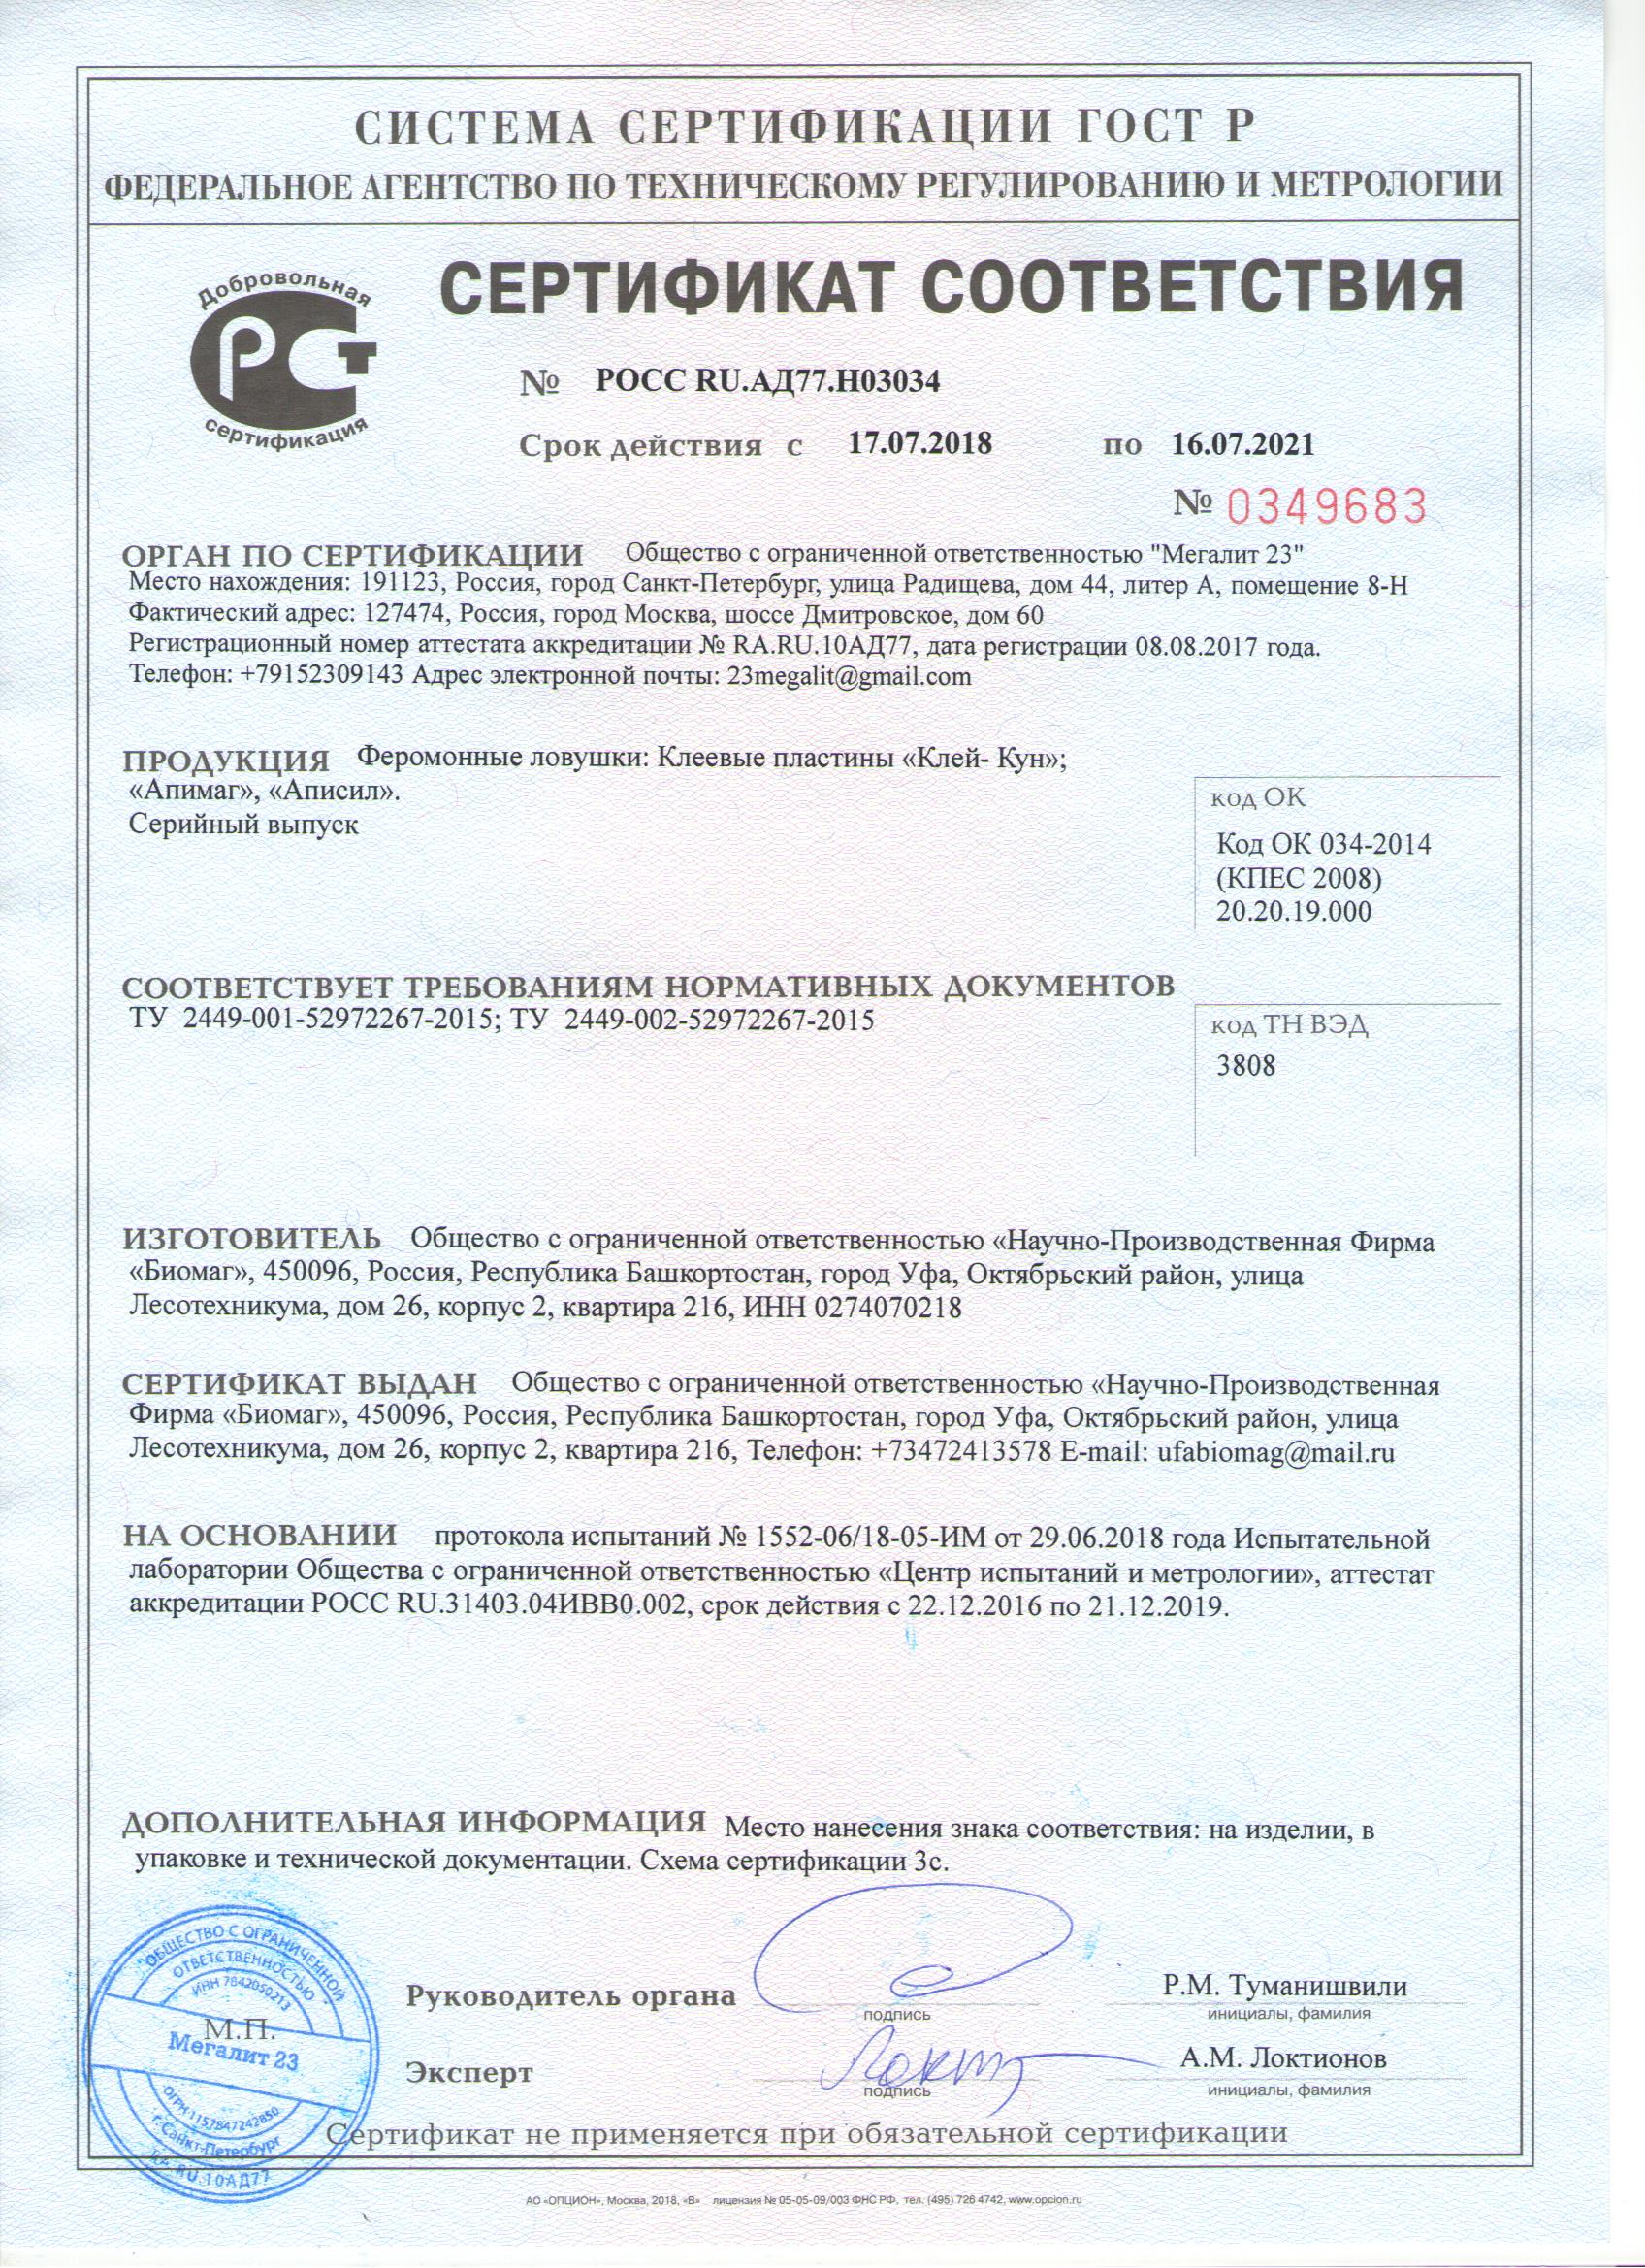 СИСТЕМА СЕРТИФИКАЦИИ ГОСТ Р
ФЕДЕРАЛЬНОЕ АГЕНТСТВО ПО ТЕХНИЧЕСКОМУ РЕГУЛИРОВАНИЮ И МЕТРОЛОГИИ
Добровольная
РСТ
сертификация
СЕРТИФИКАТ СООТВЕТСТВИЯ
№ РОСС RU.АД77.Н03034
Срок действия с 17.07.2018 по 16.07.2021
№ 0349683
ОРГАН ПО СЕРТИФИКАЦИИ Общество с ограниченной ответственностью "Мегалит 23"
Место нахождения: 191123, Россия, город Санкт-Петербург, улица Радищева, дом 44, литер А, помещение 8-Н
Фактический адрес: 127474, Россия, город Москва, шоссе Дмитровское, дом 60
Регистрационный номер аттестата аккредитации № RA.RU.10АД77, дата регистрации 08.08.2017 года.
Телефон: +79152309143 Адрес электронной почты: 23megalit@gmail.com
ПРОДУКЦИЯ Феромонные ловушки: Клеевые пластины «Клей- Кун»;
«Апимаг», «Аписил».
Серийный выпуск
код ОК
Код ОК 034-2014
(КПЕС 2008)
20.20.19.000
СООТВЕТСТВУЕТ ТРЕБОВАНИЯМ НОРМАТИВНЫХ ДОКУМЕНТОВ
ТУ 2449-001-52972267-2015; ТУ 2449-002-52972267-2015
код ТН ВЭД
3808
ИЗГОТОВИТЕЛЬ Общество с ограниченной ответственностью «Научно-Производственная Фирма
«Биомаг», 450096, Россия, Республика Башкортостан, город Уфа, Октябрьский район, улица
Лесотехникума, дом 26, корпус 2, квартира 216, ИНН 0274070218
СЕРТИФИКАТ ВЫДАН Общество с ограниченной ответственностью «Научно-Производственная
Фирма «Биомаг», 450096, Россия, Республика Башкортостан, город Уфа, Октябрьский район, улица
Лесотехникума, дом 26, корпус 2, квартира 216, Телефон: +73472413578 E-mail: ufabiomag@mail.ru
НА ОСНОВАНИИ протокола испытаний № 1552-06/18-05-ИМ от 29.06.2018 года Испытательной
лаборатории Общества с ограниченной ответственностью «Центр испытаний и метрологии», аттестат
аккредитации РОСС RU.31403.04ИВВ0.002, срок действия с 22.12.2016 по 21.12.2019.
ДОПОЛНИТЕЛЬНАЯ ИНФОРМАЦИЯ Место нанесения знака соответствия: на изделии, в
упаковке и технической документации. Схема сертификации 3с.
ОБЩЕСТВО С ОГРАНИЧЕННОЙ
ОТВЕТСТВЕННОСТЬЮ
ИНН 7842050213
М.П.
Мегалит 23
ОГРН 1157847242850
г. Санкт-Петербург
RU.10АД77
Руководитель органа
подпись
Р.М. Туманишвили
инициалы, фамилия
Эксперт
подпись
А.М. Локтионов
инициалы, фамилия
Сертификат не применяется при обязательной сертификации
АО «ОПЦИОН», Москва, 2018, «В» лицензия № 05-05-09/003 ФНС РФ, тел. (495) 726 4742, www.opcion.ru